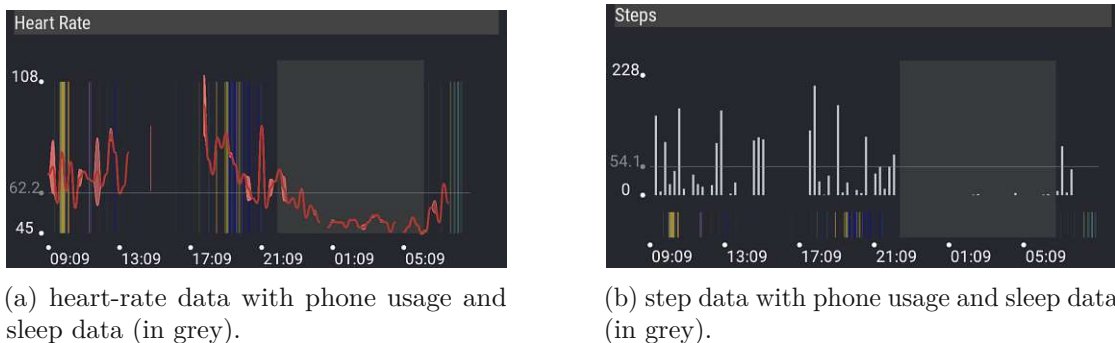 Heart Rate
108
62.2
45
09:09 13:09 17:09 21:09 01:09 05:09
(a) heart-rate data with phone usage and
sleep data (in grey).
Steps
228
54.1
0
09:09 13:09 17:09 21:09 01:09 05:09
(b) step data with phone usage and sleep data
(in grey).